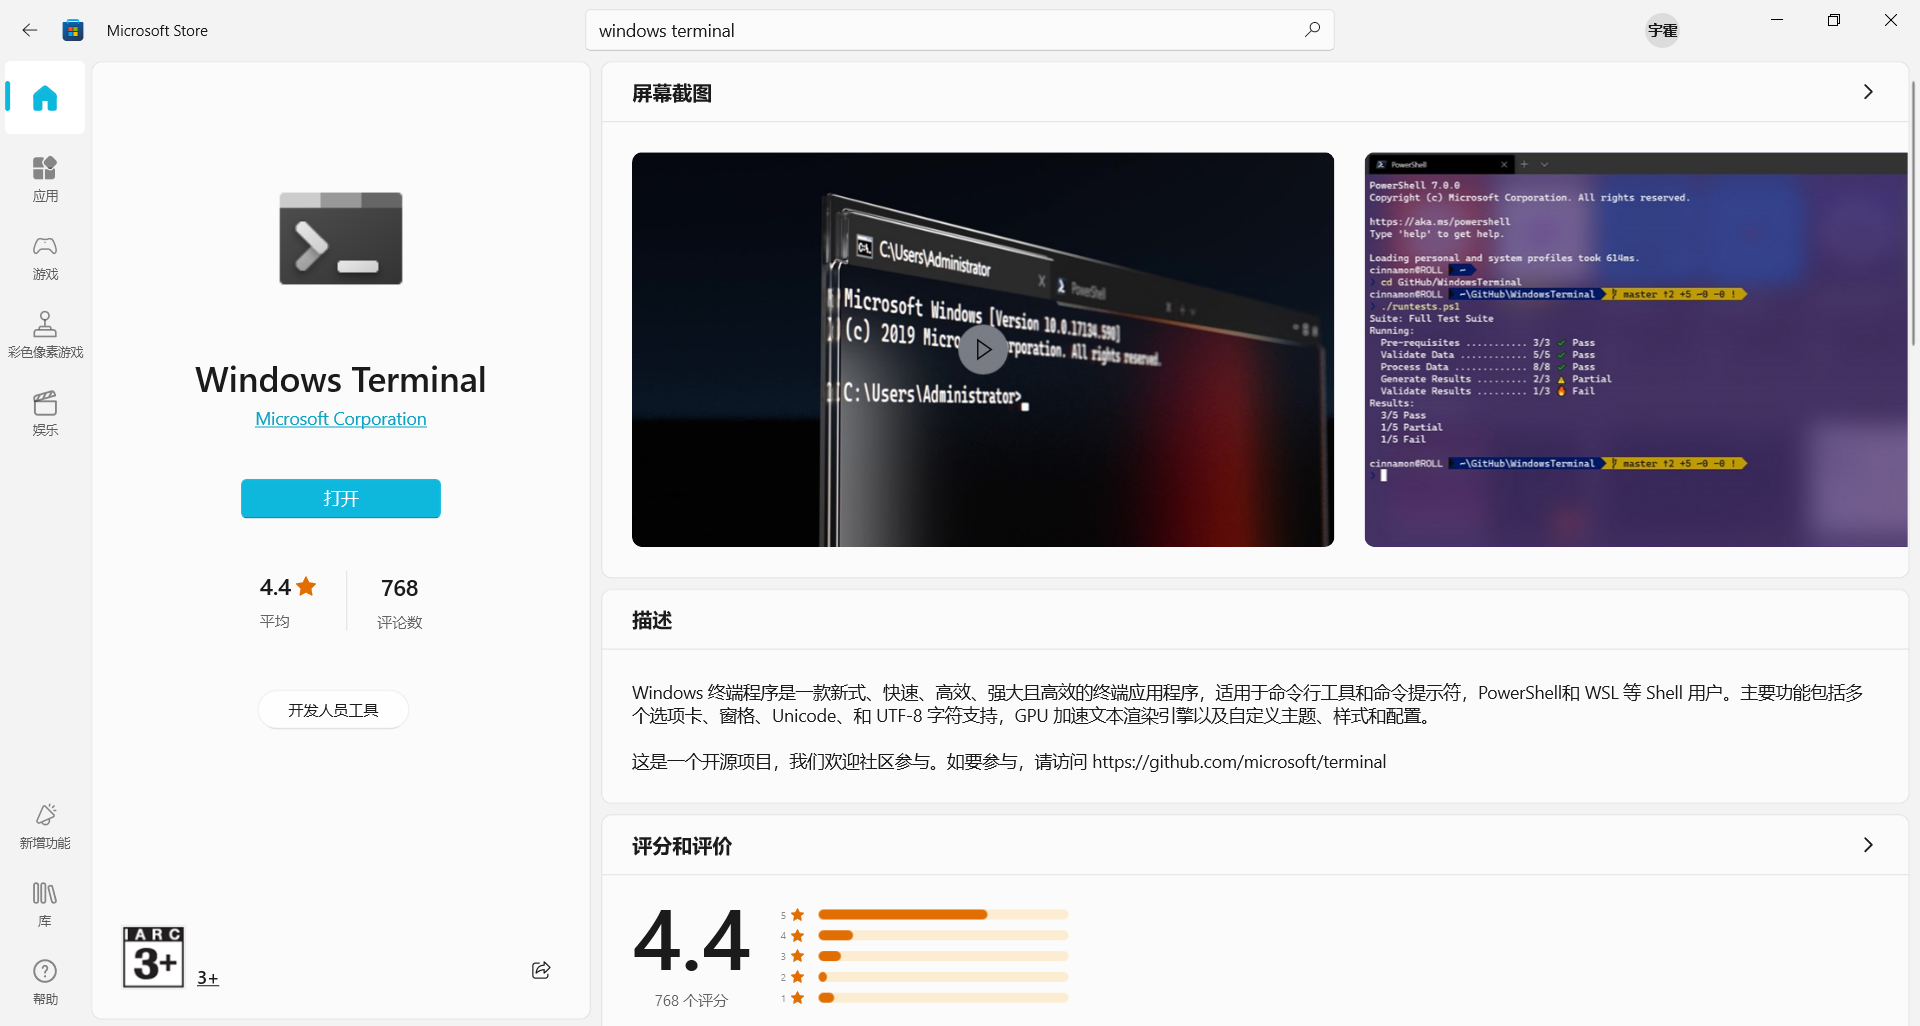 Microsoft Store
windows terminal
宇霍
应用
游戏
彩色像素游戏
娱乐
新增功能
库
帮助
Windows Terminal
Microsoft Corporation
打开
4.4
平均
768
评论数
开发人员工具
IARC
3+
3+
屏幕截图
C:\Users\Administrator
PowerShell
Microsoft Windows [Version 10.0.17134.590]
(c) 2019 Micro rporation. All rights reserved.
C:\Users\Administrator>
PowerShell
PowerShell 7.0.0
Copyright (c) Microsoft Corporation. All rights reserved.
https://aka.ms/powershell
Type 'help' to get help.
Loading personal and system profiles took 614ms.
cinnamon@ROLL ~
cd GitHub/WindowsTerminal
cinnamon@ROLL ~\GitHub\WindowsTerminal master ↑2 +5 ~0 -0 !
./runtests.ps1
Suite: Full Test Suite
Running:
Pre-requisites ........... 3/3 Pass
Validate Data ............ 5/5 Pass
Process Data ............. 8/8 Pass
Generate Results ......... 2/3 Partial
Validate Results ......... 1/3 Fail
Results:
3/5 Pass
1/5 Partial
1/5 Fail
cinnamon@ROLL ~\GitHub\WindowsTerminal master ↑2 +5 ~0 -0 !
描述
Windows 终端程序是一款新式、快速、高效、强大且高效的终端应用程序，适用于命令行工具和命令提示符，PowerShell和 WSL 等 Shell 用户。主要功能包括多
个选项卡、窗格、Unicode、和 UTF-8 字符支持，GPU 加速文本渲染引擎以及自定义主题、样式和配置。
这是一个开源项目，我们欢迎社区参与。如要参与，请访问 https://github.com/microsoft/terminal
评分和评价
4.4
768 个评分
5
4
3
2
1